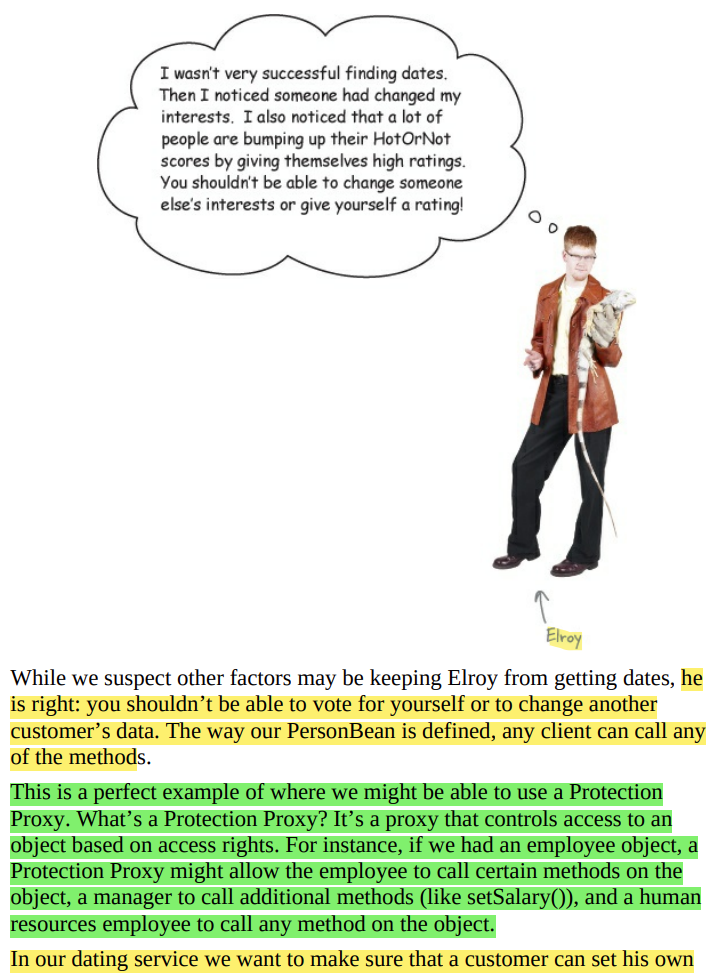 I wasn't very successful finding dates.
Then I noticed someone had changed my
interests. I also noticed that a lot of
people are bumping up their HotOrNot
scores by giving themselves high ratings.
You shouldn't be able to change someone
else's interests or give yourself a rating!
Elroy
While we suspect other factors may be keeping Elroy from getting dates, he
is right: you shouldn’t be able to vote for yourself or to change another
customer’s data. The way our PersonBean is defined, any client can call any
of the methods.
This is a perfect example of where we might be able to use a Protection
Proxy. What’s a Protection Proxy? It’s a proxy that controls access to an
object based on access rights. For instance, if we had an employee object, a
Protection Proxy might allow the employee to call certain methods on the
object, a manager to call additional methods (like setSalary()), and a human
resources employee to call any method on the object.
In our dating service we want to make sure that a customer can set his own